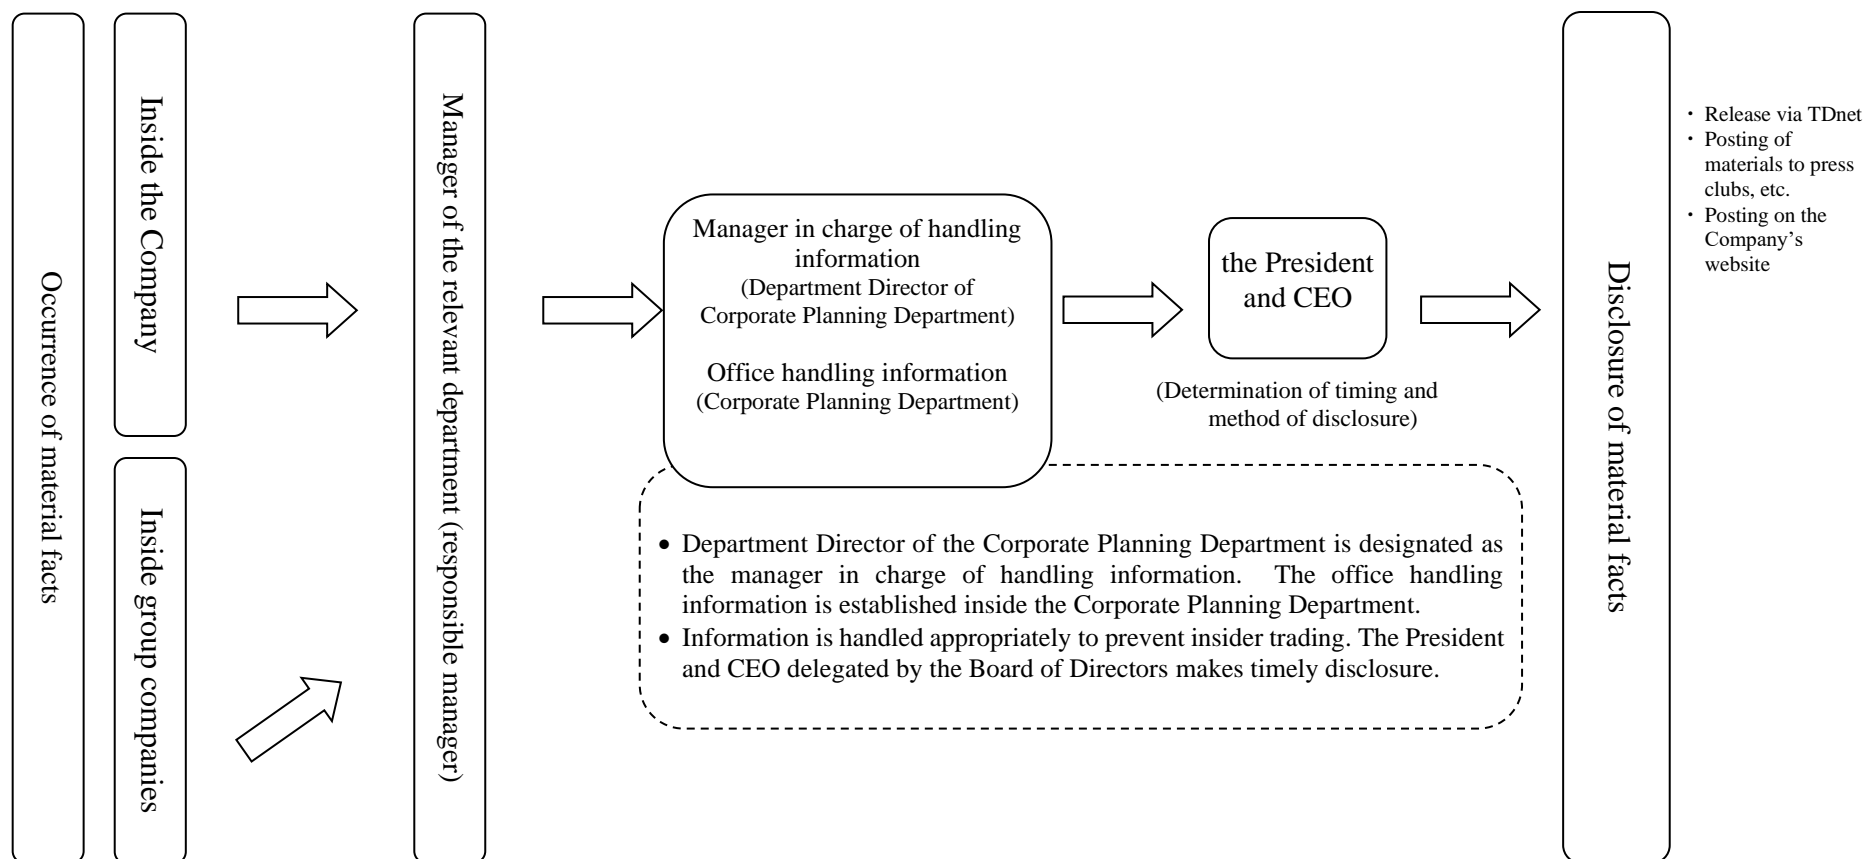 Occurrence of material facts
Inside the Company
Inside group companies
Manager of the relevant department (responsible manager)
Manager in charge of handling
information
(Department Director of
Corporate Planning Department)
Office handling information
(Corporate Planning Department)
the President
and CEO
(Determination of timing and
method of disclosure)
• Department Director of the Corporate Planning Department is designated as
the manager in charge of handling information. The office handling
information is established inside the Corporate Planning Department.
• Information is handled appropriately to prevent insider trading. The President
and CEO delegated by the Board of Directors makes timely disclosure.
Disclosure of material facts
・ Release via TDnet
・ Posting of
materials to press
clubs, etc.
・ Posting on the
Company’s
website